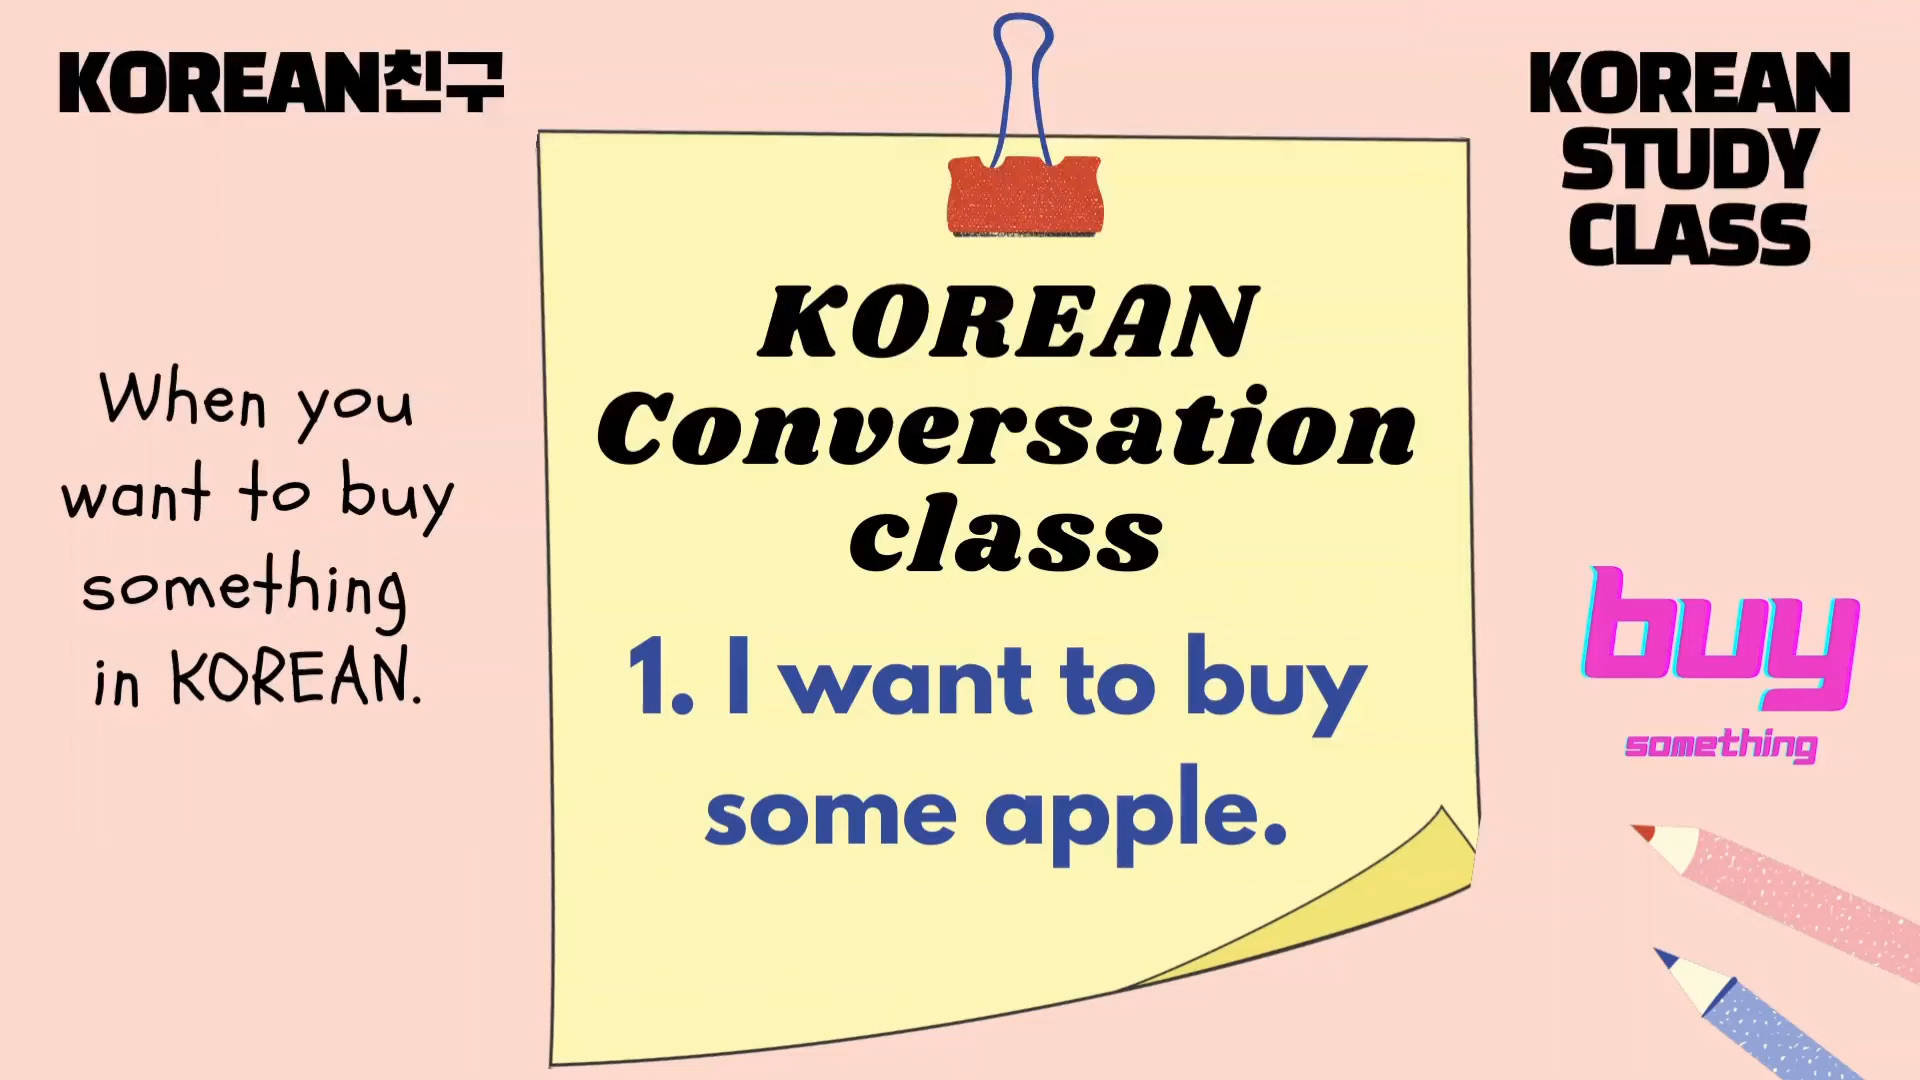 KOREAN친구
KOREAN
STUDY
CLASS
When you
want to buy
something
in KOREAN.
KOREAN
Conversation
class
1. I want to buy
some apple.
buy
something